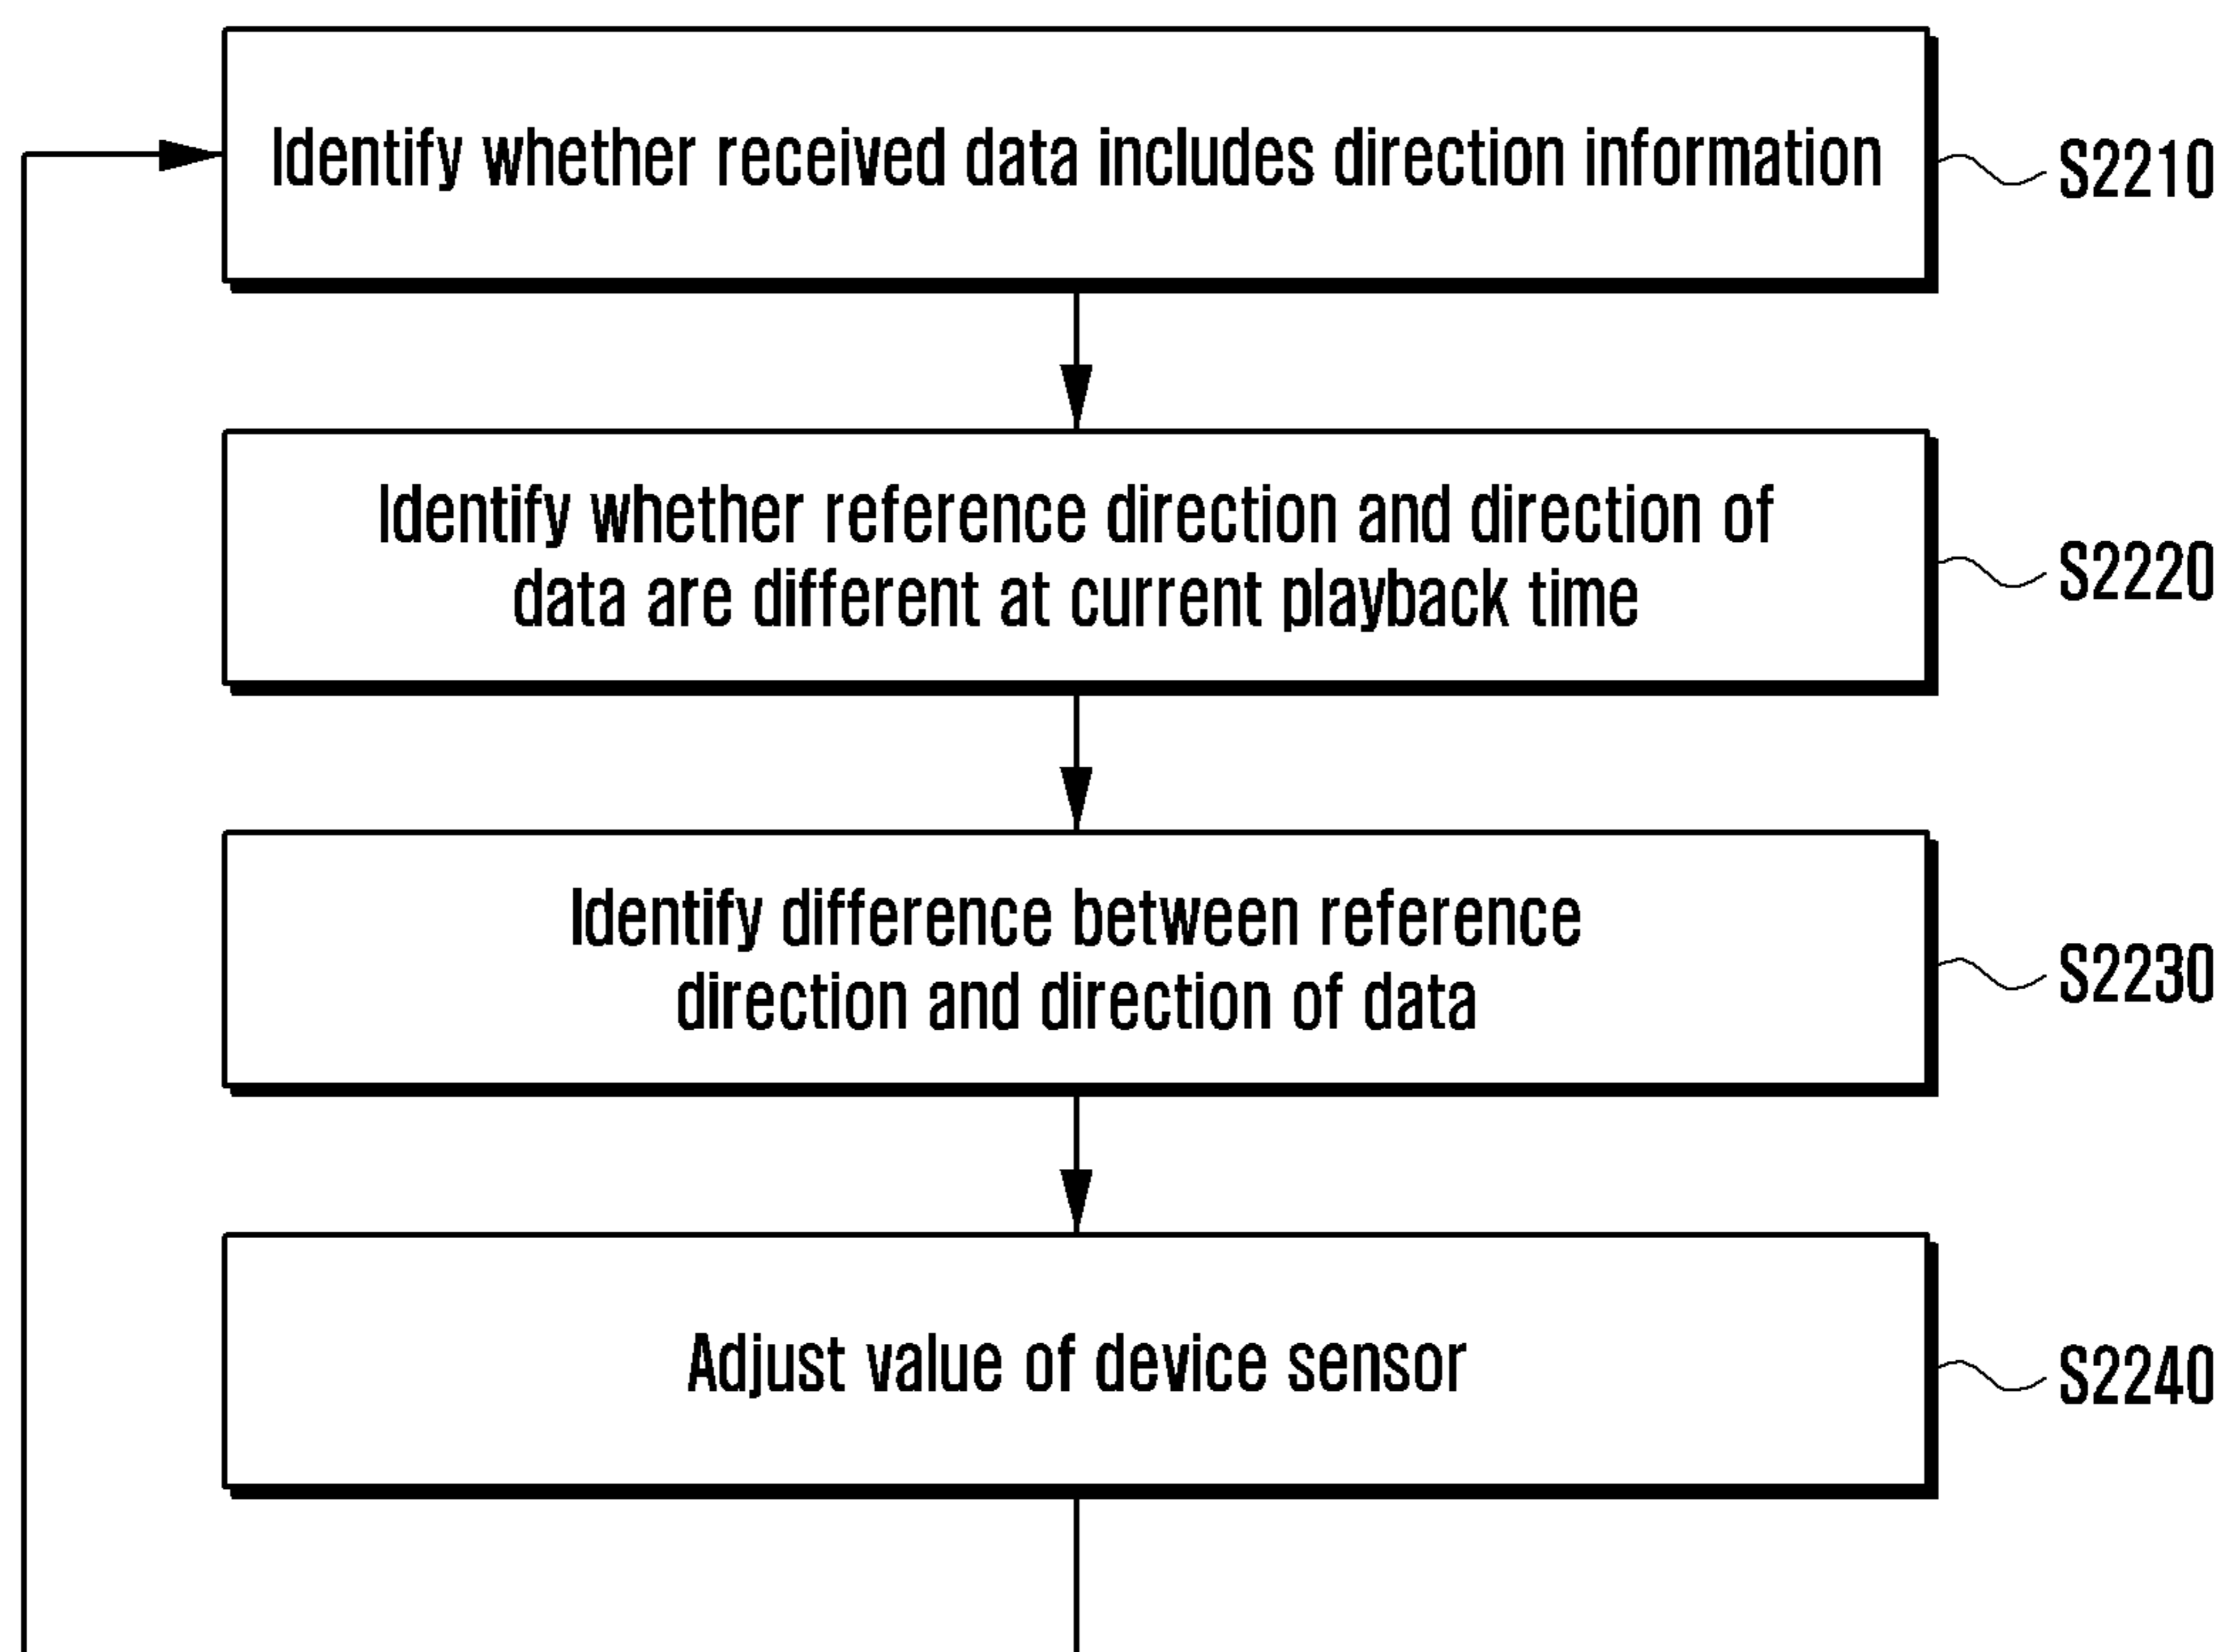 Identify whether received data includes direction information
S2210
Identify whether reference direction and direction of
data are different at current playback time
S2220
Identify difference between reference
direction and direction of data
S2230
Adjust value of device sensor
S2240